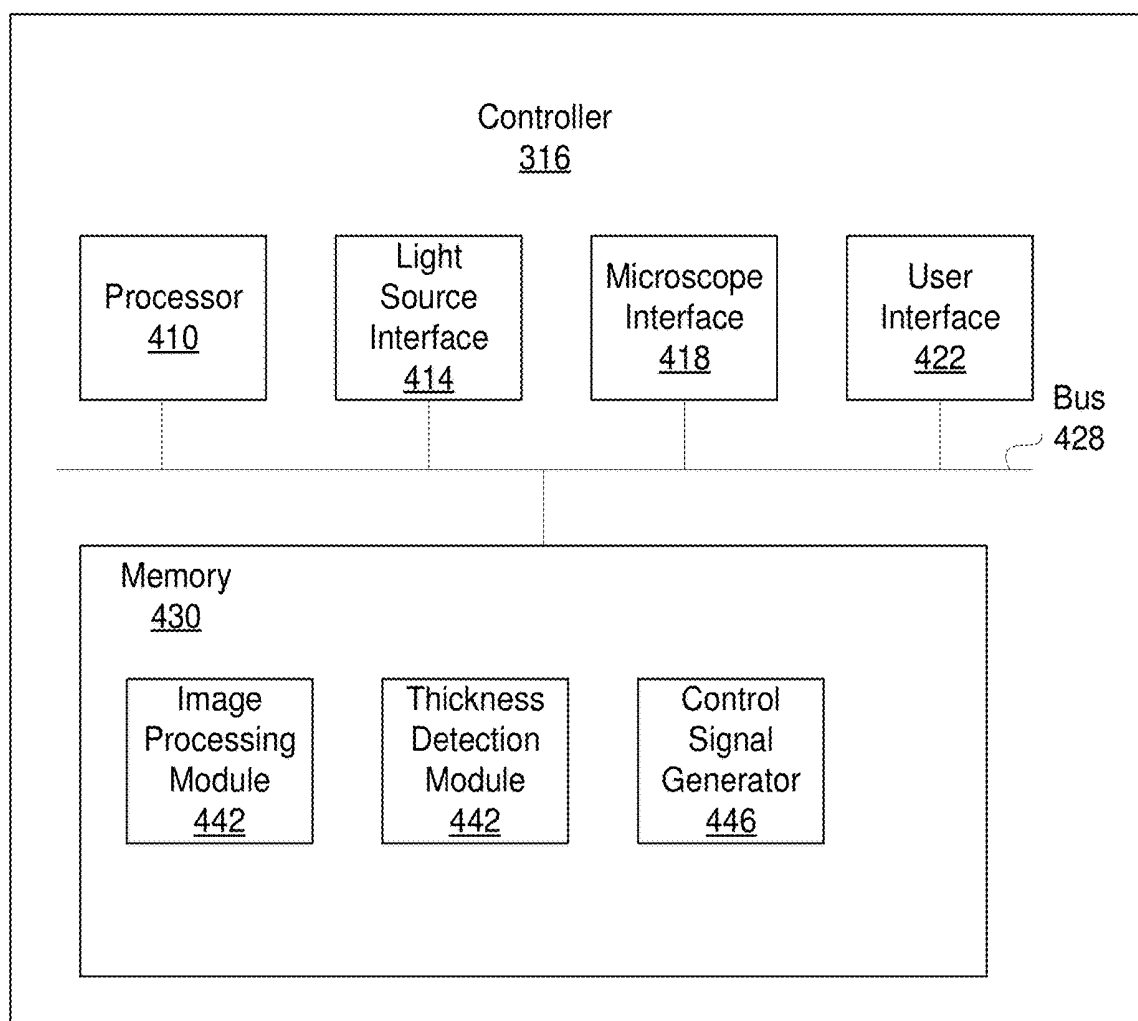 Controller
316
Processor
410
Light
Source
Interface
414
Microscope
Interface
418
User
Interface
422
Bus
428
Memory
430
Image
Processing
Module
442
Thickness
Detection
Module
442
Control
Signal
Generator
446